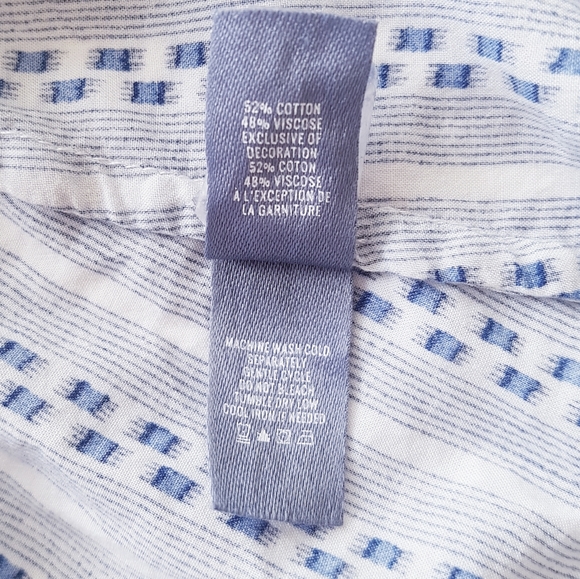 52% COTTON
48% VISCOSE
EXCLUSIVE OF
DECORATION
52% COTON
48% VISCOSE
À L'EXCEPTION DE
LA GARNITURE
MACHINE WASH COLD
SEPARATELY
GENTLE CYCLE
DO NOT BLEACH
TUMBLE DRY LOW
COOL IRON IF NEEDED